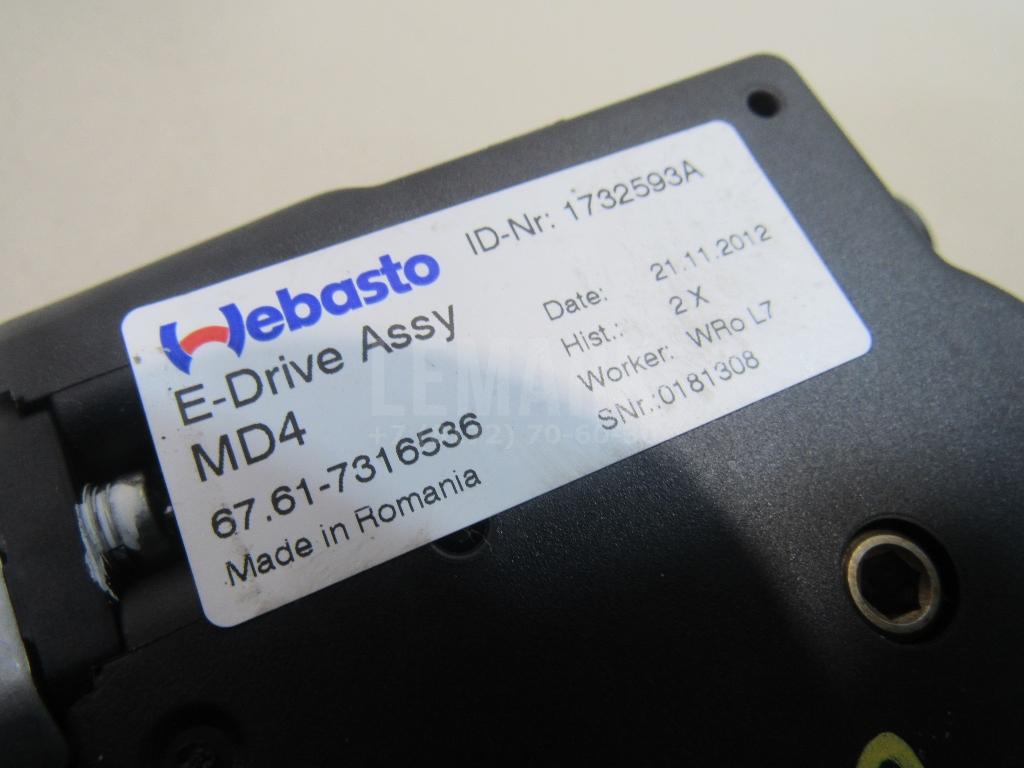 Webasto
E-Drive Assy
MD4
67.61-7316536
Made in Romania
ID-Nr: 1732593A
Date: 21.11.2012
Hist.: 2 X
Worker: WRo L7
SNr.:0181308